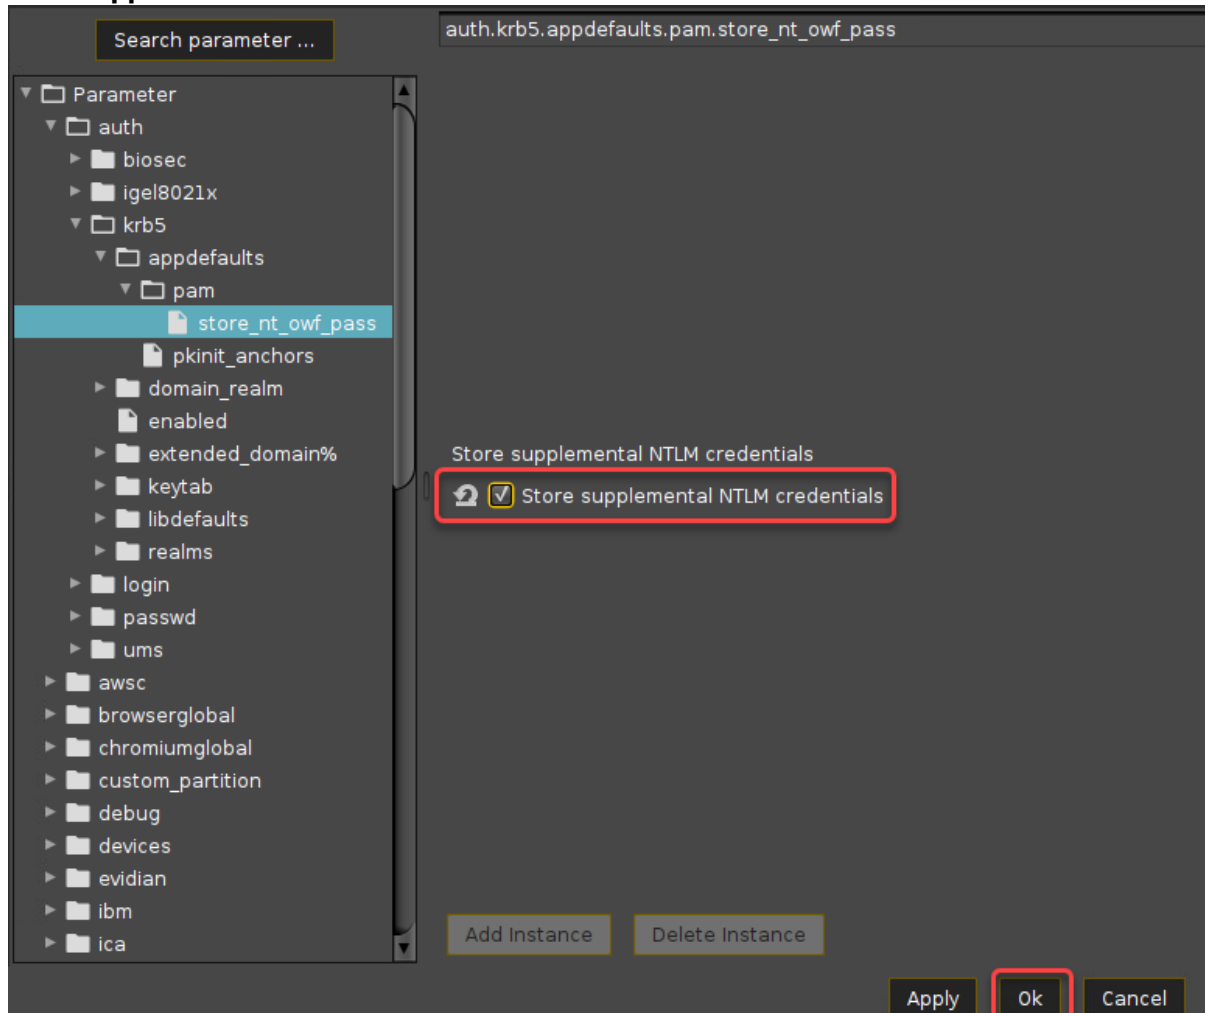 Search parameter ...
auth.krb5.appdefaults.pam.store_nt_owf_pass
Parameter
auth
biosec
igel8021x
krb5
appdefaults
pam
store_nt_owf_pass
pkinit_anchors
domain_realm
enabled
extended_domain%
keytab
libdefaults
realms
login
passwd
ums
awsc
browserglobal
chromiumglobal
custom_partition
debug
devices
evidian
ibm
ica
Store supplemental NTLM credentials
Store supplemental NTLM credentials
Add Instance
Delete Instance
Apply
Ok
Cancel